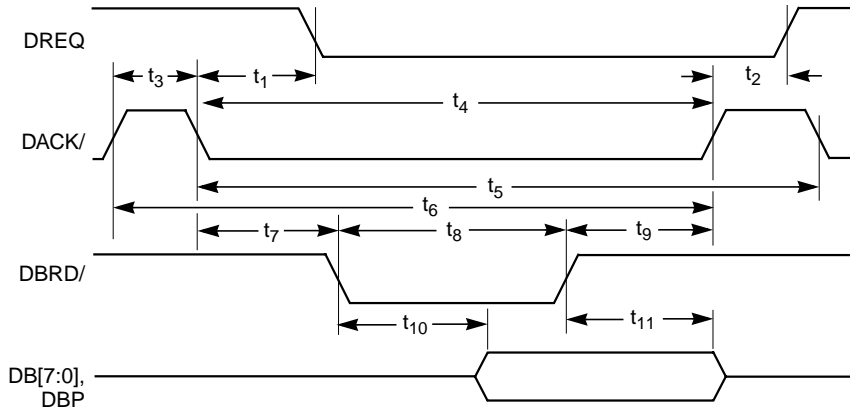 DREQ
t3
t1
t2
t4
DACK/
t5
t6
t7
t8
t9
DBRD/
t10
t11
DB[7:0],
DBP